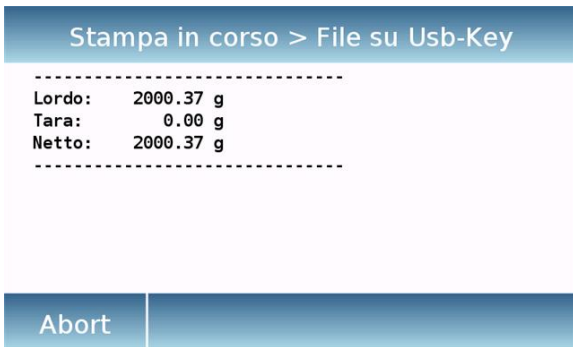 Stampa in corso > File su Usb-Key
-------------------------------
Lordo:    2000.37 g
Tara:        0.00 g
Netto:    2000.37 g
-------------------------------
Abort